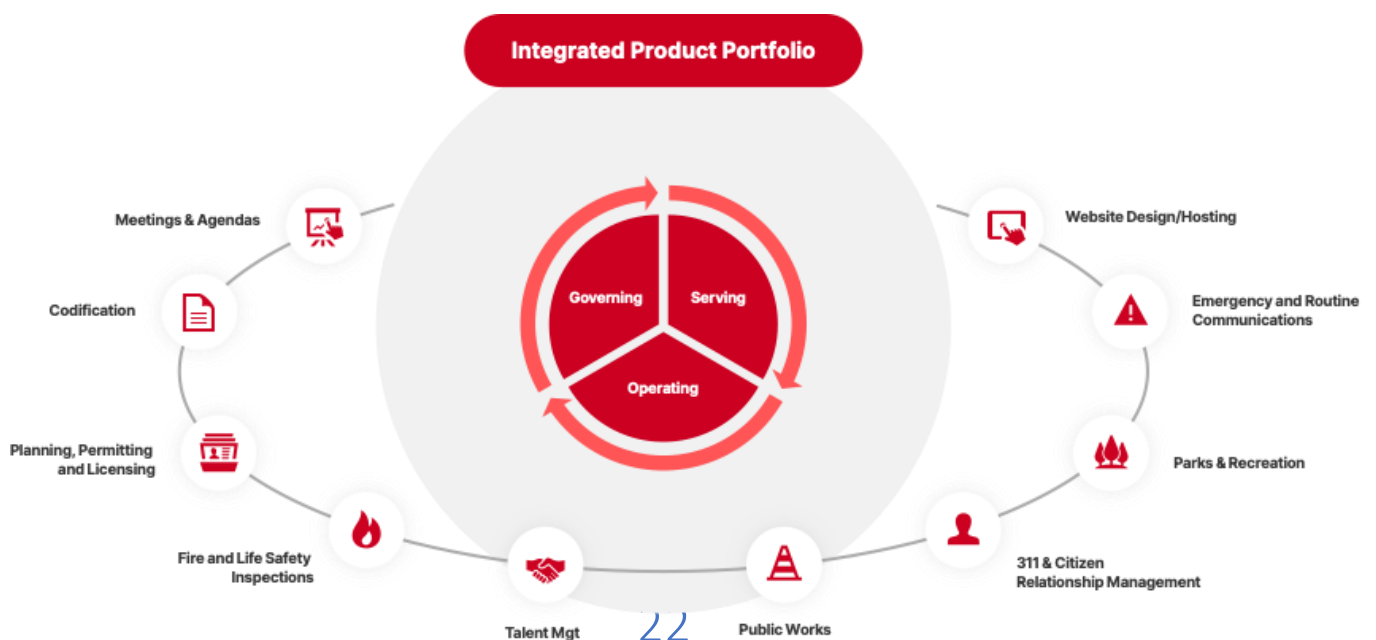 Integrated Product Portfolio
Meetings & Agendas
Website Design/Hosting
Codification
Governing
Serving
Emergency and Routine
Communications
Operating
Planning, Permitting
and Licensing
Parks & Recreation
Fire and Life Safety
Inspections
311 & Citizen
Relationship Management
Talent Mgt
22
Public Works